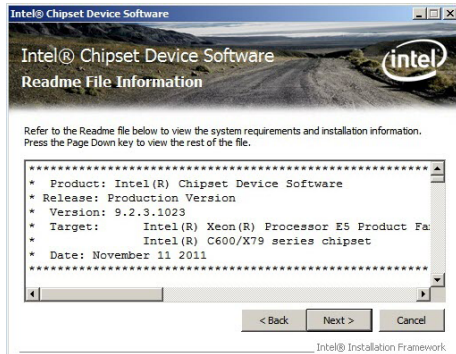 Intel® Chipset Device Software
Intel® Chipset Device Software
intel
Readme File Information
Refer to the Readme file below to view the system requirements and installation information.
Press the Page Down key to view the rest of the file.
************************************************************
* Product: Intel(R) Chipset Device Software
* Release: Production Version
* Version: 9.2.3.1023
* Target: Intel(R) Xeon(R) Processor E5 Product Fa
* Intel(R) C600/X79 series chipset
* Date: November 11 2011
************************************************************
< Back Next > Cancel
Intel® Installation Framework